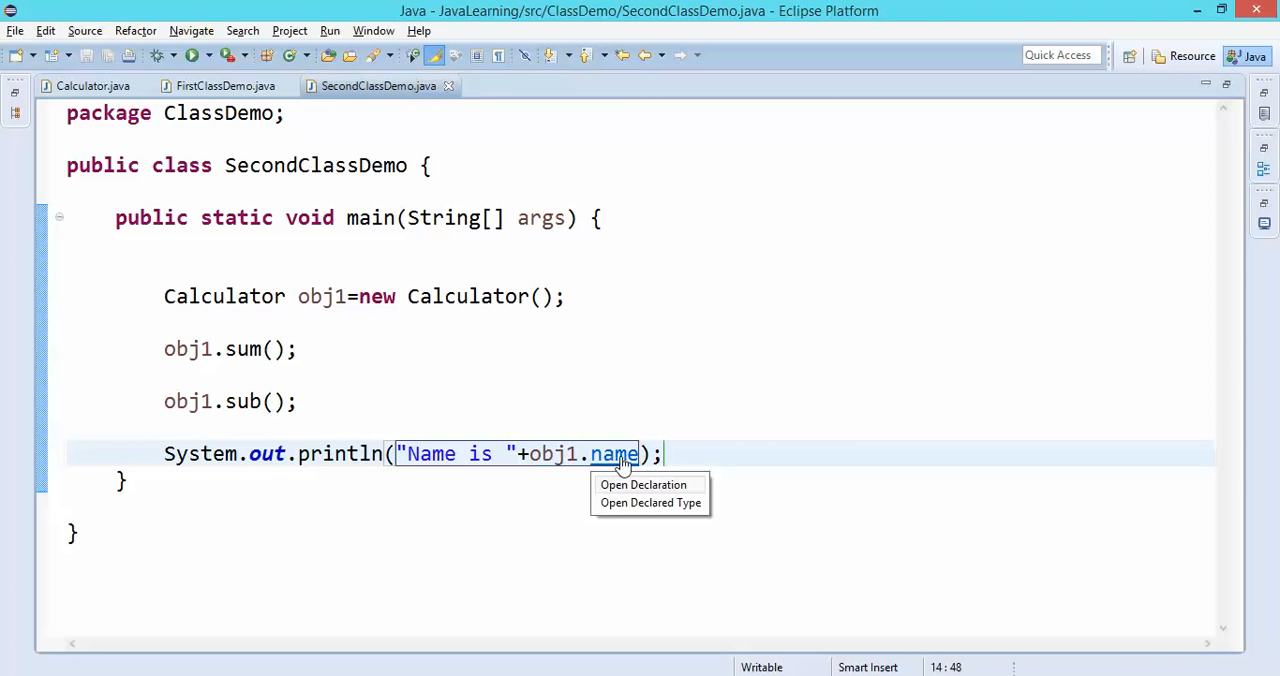 Java - JavaLearning/src/ClassDemo/SecondClassDemo.java - Eclipse Platform
File Edit Source Refactor Navigate Search Project Run Window Help
Quick Access Resource Java
Calculator.java FirstClassDemo.java SecondClassDemo.java
package ClassDemo;
public class SecondClassDemo {
public static void main(String[] args) {
Calculator obj1=new Calculator();
obj1.sum();
obj1.sub();
System.out.println("Name is "+obj1.name);
}
Open Declaration
Open Declared Type
}
Writable Smart Insert 14 : 48